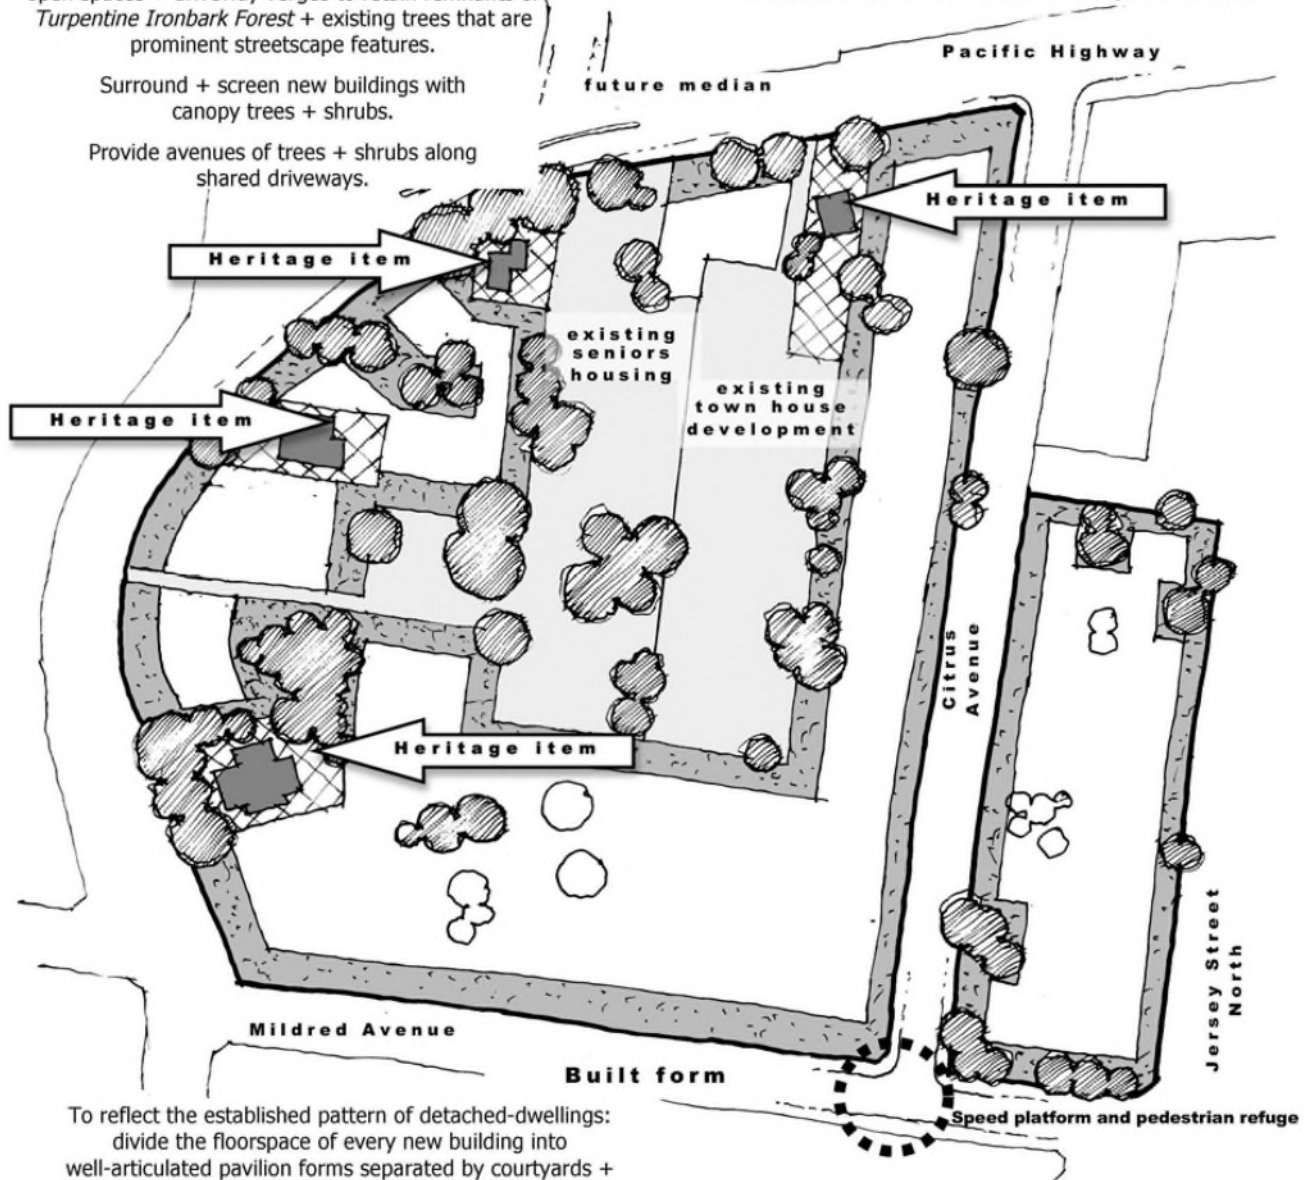 Turpentine Ironbark Forest + existing trees that are
prominent streetscape features.
Surround + screen new buildings with
canopy trees + shrubs.
Provide avenues of trees + shrubs along
shared driveways.
Pacific Highway
future median
Heritage item
Heritage item
existing
seniors
housing
existing
town house
development
Heritage item
Citrus
Avenue
Heritage item
Jersey Street
North
Mildred Avenue
Built form
Speed platform and pedestrian refuge
To reflect the established pattern of detached-dwellings:
divide the floorspace of every new building into
well-articulated pavilion forms separated by courtyards +